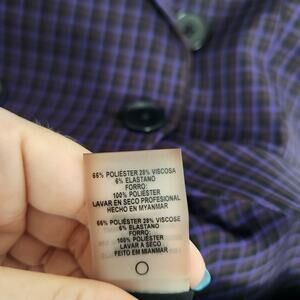 66% POLIÉSTER 28% VISCOSA
6% ELASTANO
FORRO:
100% POLIÉSTER
LAVAR EN SECO PROFESIONAL
HECHO EN MYANMAR
66% POLIÉSTER 28% VISCOSE
6% ELASTANO
FORRO:
100% POLIÉSTER
LAVAR A SECO
FEITO EM MIANMAR